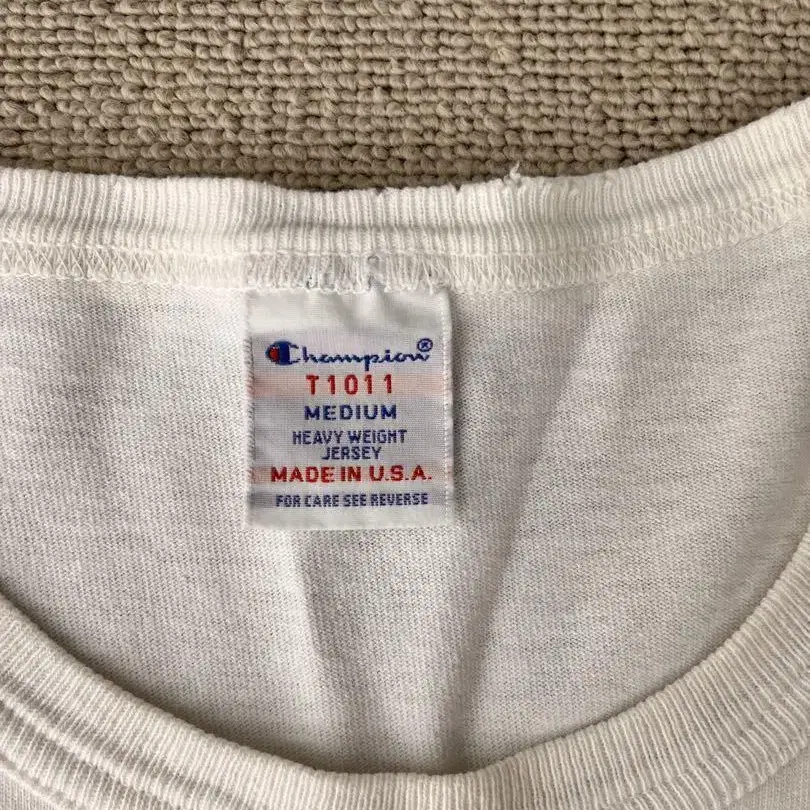 Champion®
T1011
MEDIUM
HEAVY WEIGHT
JERSEY
MADE IN U.S.A.
FOR CARE SEE REVERSE